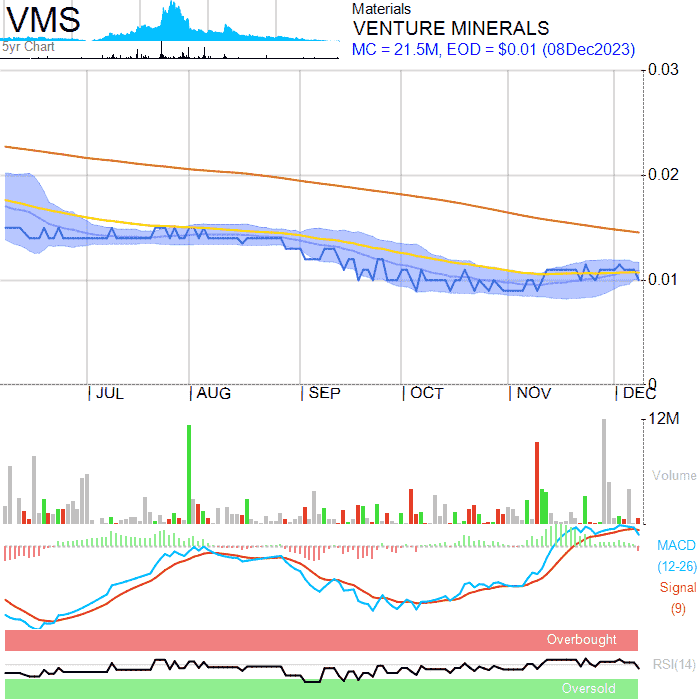 VMS
5yr Chart
Materials
VENTURE MINERALS
MC = 21.5M, EOD = $0.01 (08Dec2023)
0.03
0.02
0.01
0
JUL AUG SEP OCT NOV DEC
12M
Volume
MACD
(12-26)
Signal
(9)
Overbought
RSI(14)
Oversold